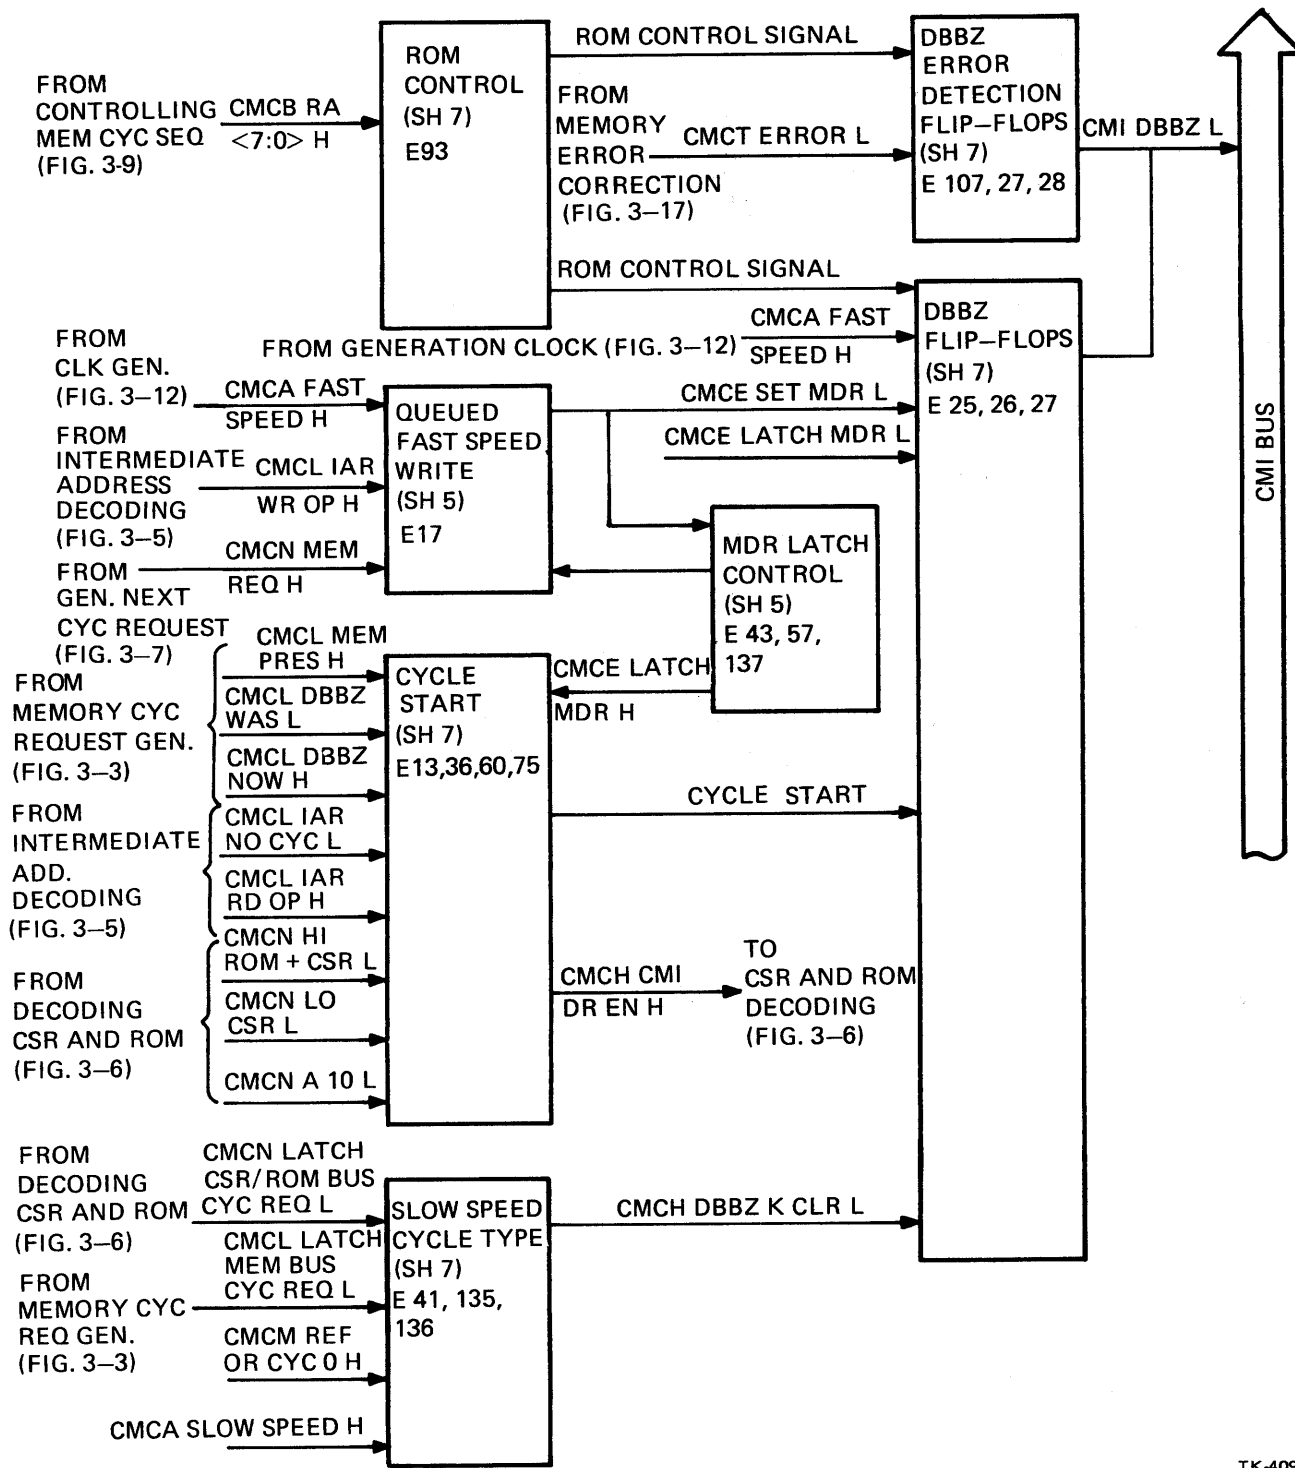 FROM
CONTROLLING
MEM CYC SEQ
(FIG. 3-9)
CMCB RA
<7:0> H
ROM
CONTROL
(SH 7)
E93
ROM CONTROL SIGNAL
FROM
MEMORY
ERROR
CORRECTION
(FIG. 3–17)
CMCT ERROR L
DBBZ
ERROR
DETECTION
FLIP–FLOPS
(SH 7)
E 107, 27, 28
CMI DBBZ L
CMI BUS
ROM CONTROL SIGNAL
FROM GENERATION CLOCK (FIG. 3–12)
CMCA FAST
SPEED H
DBBZ
FLIP–FLOPS
(SH 7)
E 25, 26, 27
FROM
CLK GEN.
(FIG. 3–12)
CMCA FAST
SPEED H
FROM
INTERMEDIATE
ADDRESS
DECODING
(FIG. 3–5)
CMCL IAR
WR OP H
FROM
GEN. NEXT
CYC REQUEST
(FIG. 3–7)
CMCN MEM
REQ H
QUEUED
FAST SPEED
WRITE
(SH 5)
E17
CMCE SET MDR L
CMCE LATCH MDR L
MDR LATCH
CONTROL
(SH 5)
E 43, 57,
137
CMCE LATCH
MDR H
FROM
MEMORY CYC
REQUEST GEN.
(FIG. 3–3)
CMCL MEM
PRES H
CMCL DBBZ
WAS L
CMCL DBBZ
NOW H
FROM
INTERMEDIATE
ADD.
DECODING
(FIG. 3–5)
CMCL IAR
NO CYC L
CMCL IAR
RD OP H
FROM
DECODING
CSR AND ROM
(FIG. 3–6)
CMCN HI
ROM + CSR L
CMCN LO
CSR L
CMCN A 10 L
CYCLE
START
(SH 7)
E13,36,60,75
CYCLE START
CMCH CMI
DR EN H
TO
CSR AND ROM
DECODING
(FIG. 3–6)
FROM
DECODING
CSR AND ROM
(FIG. 3–6)
CMCN LATCH
CSR/ROM BUS
CYC REQ L
FROM
MEMORY CYC
REQ GEN.
(FIG. 3–3)
CMCL LATCH
MEM BUS
CYC REQ L
CMCM REF
OR CYC 0 H
CMCA SLOW SPEED H
SLOW SPEED
CYCLE TYPE
(SH 7)
E 41, 135,
136
CMCH DBBZ K CLR L
TK-409